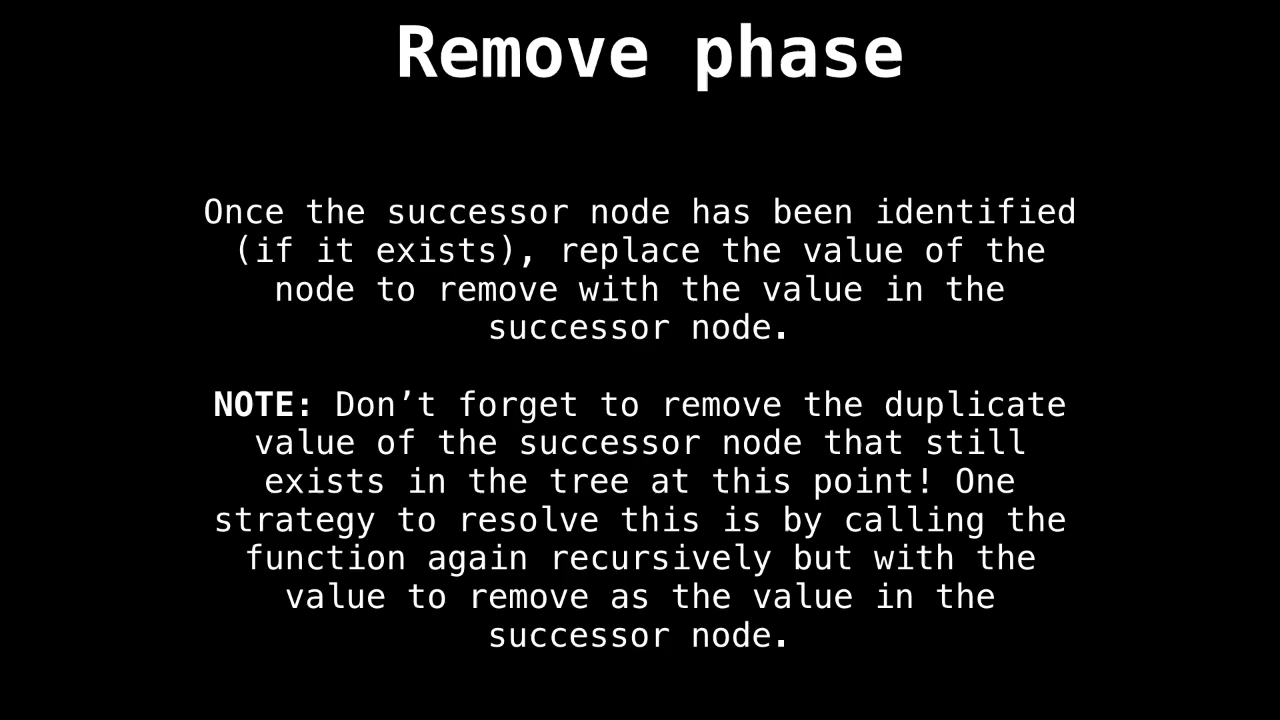 Remove phase
Once the successor node has been identified
(if it exists), replace the value of the
node to remove with the value in the
successor node.
NOTE: Don’t forget to remove the duplicate
value of the successor node that still
exists in the tree at this point! One
strategy to resolve this is by calling the
function again recursively but with the
value to remove as the value in the
successor node.